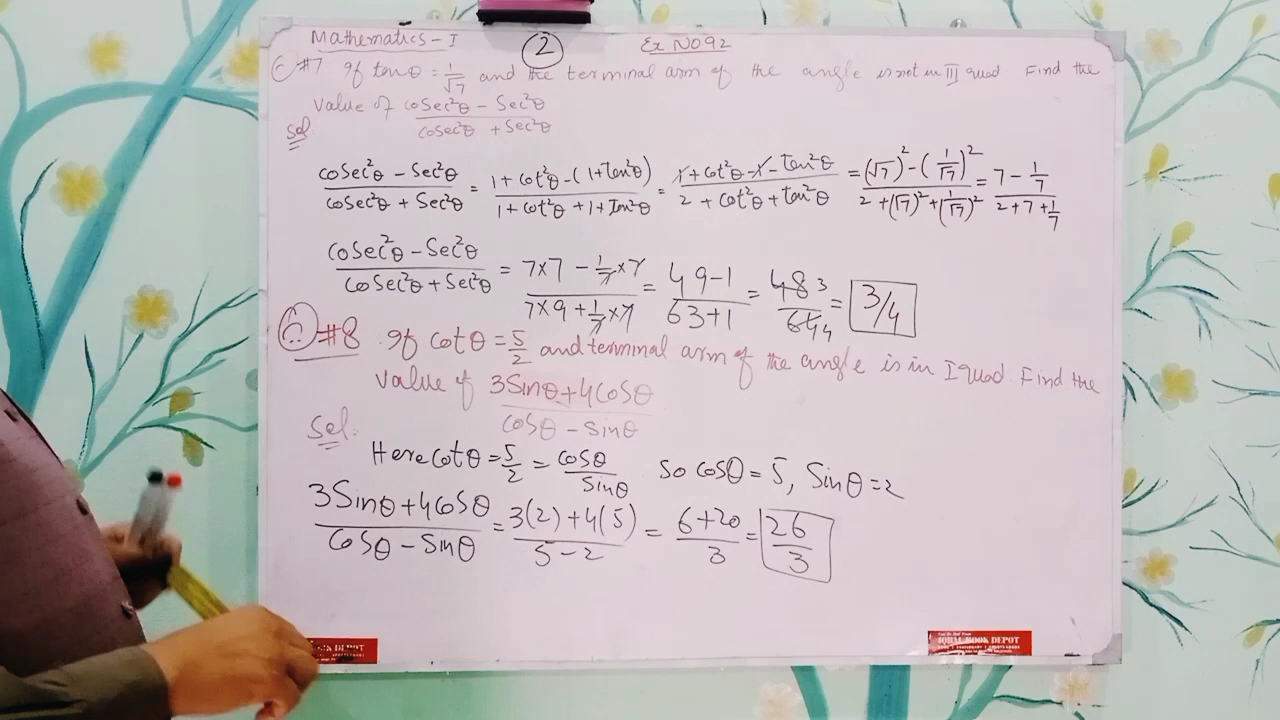 Mathematics - I
2
Ex No 9.2
Q #7 If tanθ = 1/√7 and the terminal arm of the angle is not in III quad Find the
value of (coSec²θ - Sec²θ)/(coSec²θ + Sec²θ)
Sol
(coSec²θ - Sec²θ)/(coSec²θ + Sec²θ) = (1 + cot²θ - (1 + tan²θ))/(1 + cot²θ + 1 + tan²θ) = (1 + cot²θ - 1 - tan²θ)/(2 + cot²θ + tan²θ) = ((√7)² - (1/√7)²)/(2 + (√7)² + (1/√7)²) = (7 - 1/7)/(2 + 7 + 1/7)
(coSec²θ - Sec²θ)/(coSec²θ + Sec²θ) = (7×7 - 1/7×7)/(7×9 + 1/7×7) = (49-1)/(63+1) = 48 3/64 4 = 3/4
Q #8 If cotθ = 5/2 and terminal arm of the angle is in I quad. Find the
value of (3Sinθ + 4Cosθ)/(cosθ - sinθ)
Sol.
Here cotθ = 5/2 = cosθ/Sinθ So cosθ = 5, Sinθ = 2
(3Sinθ + 4Cosθ)/(Cosθ - Sinθ) = (3(2) + 4(5))/(5 - 2) = (6 + 20)/3 = 26/3
OK DEPOT
IQBAL BOOK DEPOT